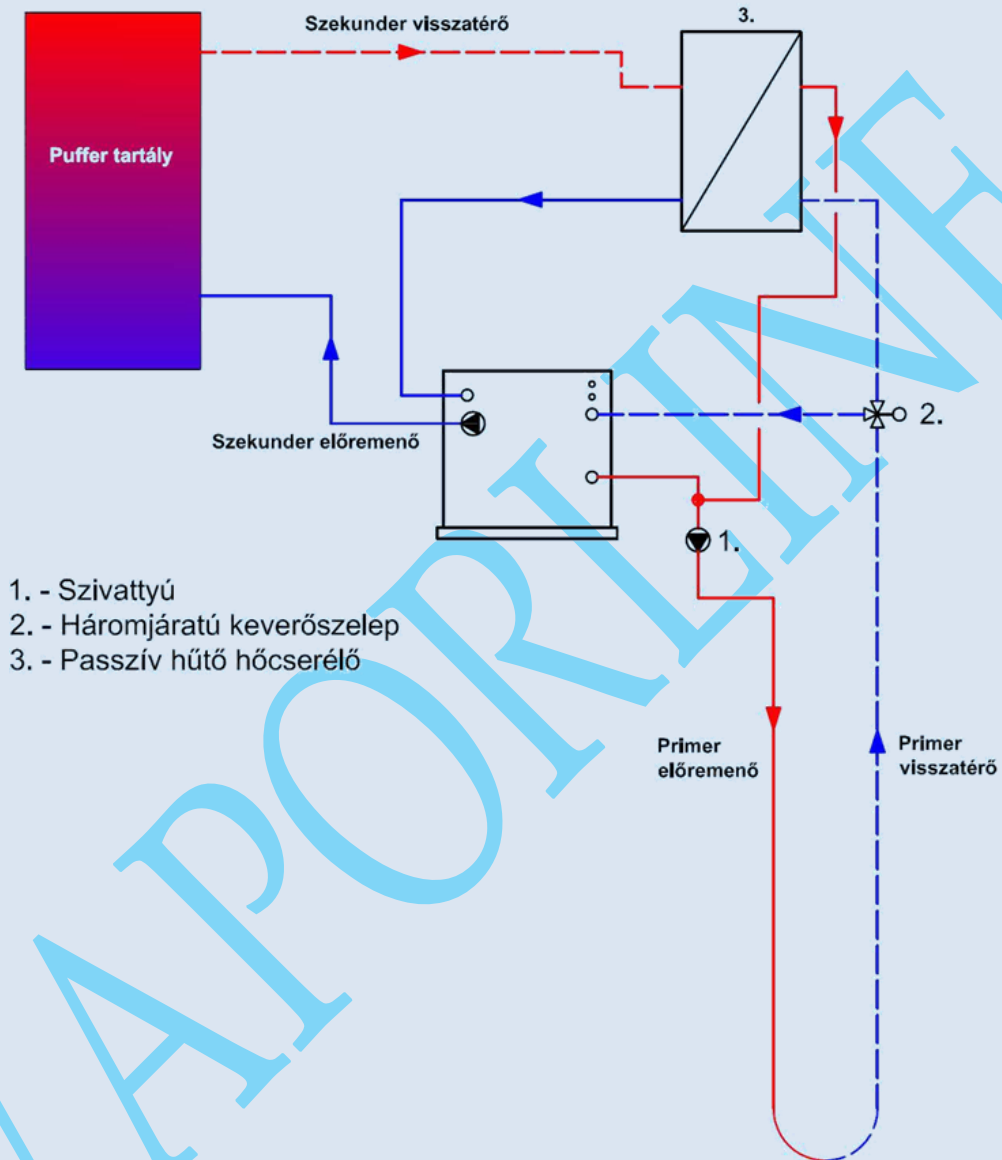 Szekunder visszatérő
3.
Puffer tartály
Szekunder előremenő
2.
1.
1. - Szivattyú
2. - Háromjáratú keverőszelep
3. - Passzív hűtő hőcserélő
Primer
előremenő
Primer
visszatérő
APORLINE